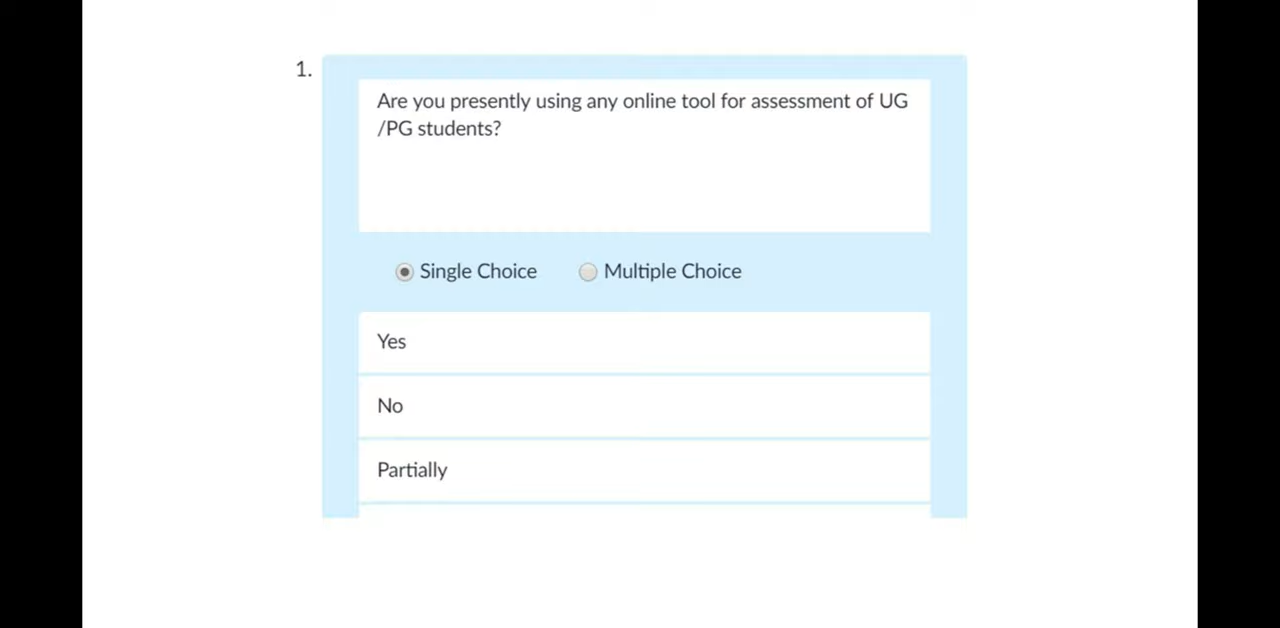 1.
Are you presently using any online tool for assessment of UG
/PG students?
Single Choice Multiple Choice
Yes
No
Partially